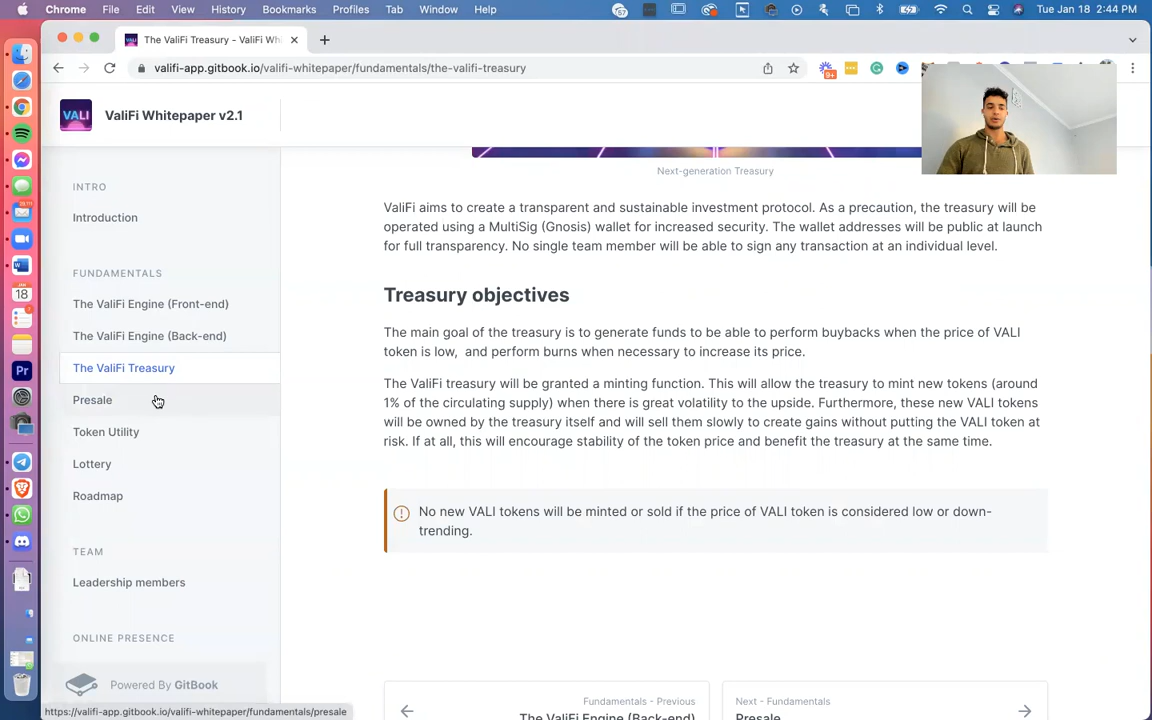 Chrome File Edit View History Bookmarks Profiles Tab Window Help Tue Jan 18 2:44 PM
The ValiFi Treasury - ValiFi Wh
valifi-app.gitbook.io/valifi-whitepaper/fundamentals/the-valifi-treasury
9+
VALI
ValiFi Whitepaper v2.1
INTRO
Introduction
FUNDAMENTALS
The ValiFi Engine (Front-end)
The ValiFi Engine (Back-end)
The ValiFi Treasury
Presale
Token Utility
Lottery
Roadmap
TEAM
Leadership members
ONLINE PRESENCE
Powered By GitBook
https://valifi-app.gitbook.io/valifi-whitepaper/fundamentals/presale
Next-generation Treasury
ValiFi aims to create a transparent and sustainable investment protocol. As a precaution, the treasury will be
operated using a MultiSig (Gnosis) wallet for increased security. The wallet addresses will be public at launch
for full transparency. No single team member will be able to sign any transaction at an individual level.
Treasury objectives
The main goal of the treasury is to generate funds to be able to perform buybacks when the price of VALI
token is low, and perform burns when necessary to increase its price.
The ValiFi treasury will be granted a minting function. This will allow the treasury to mint new tokens (around
1% of the circulating supply) when there is great volatility to the upside. Furthermore, these new VALI tokens
will be owned by the treasury itself and will sell them slowly to create gains without putting the VALI token at
risk. If at all, this will encourage stability of the token price and benefit the treasury at the same time.
No new VALI tokens will be minted or sold if the price of VALI token is considered low or down-
trending.
Fundamentals - Previous
The ValiFi Engine (Back-end)
Next - Fundamentals
Presale
18
Pr